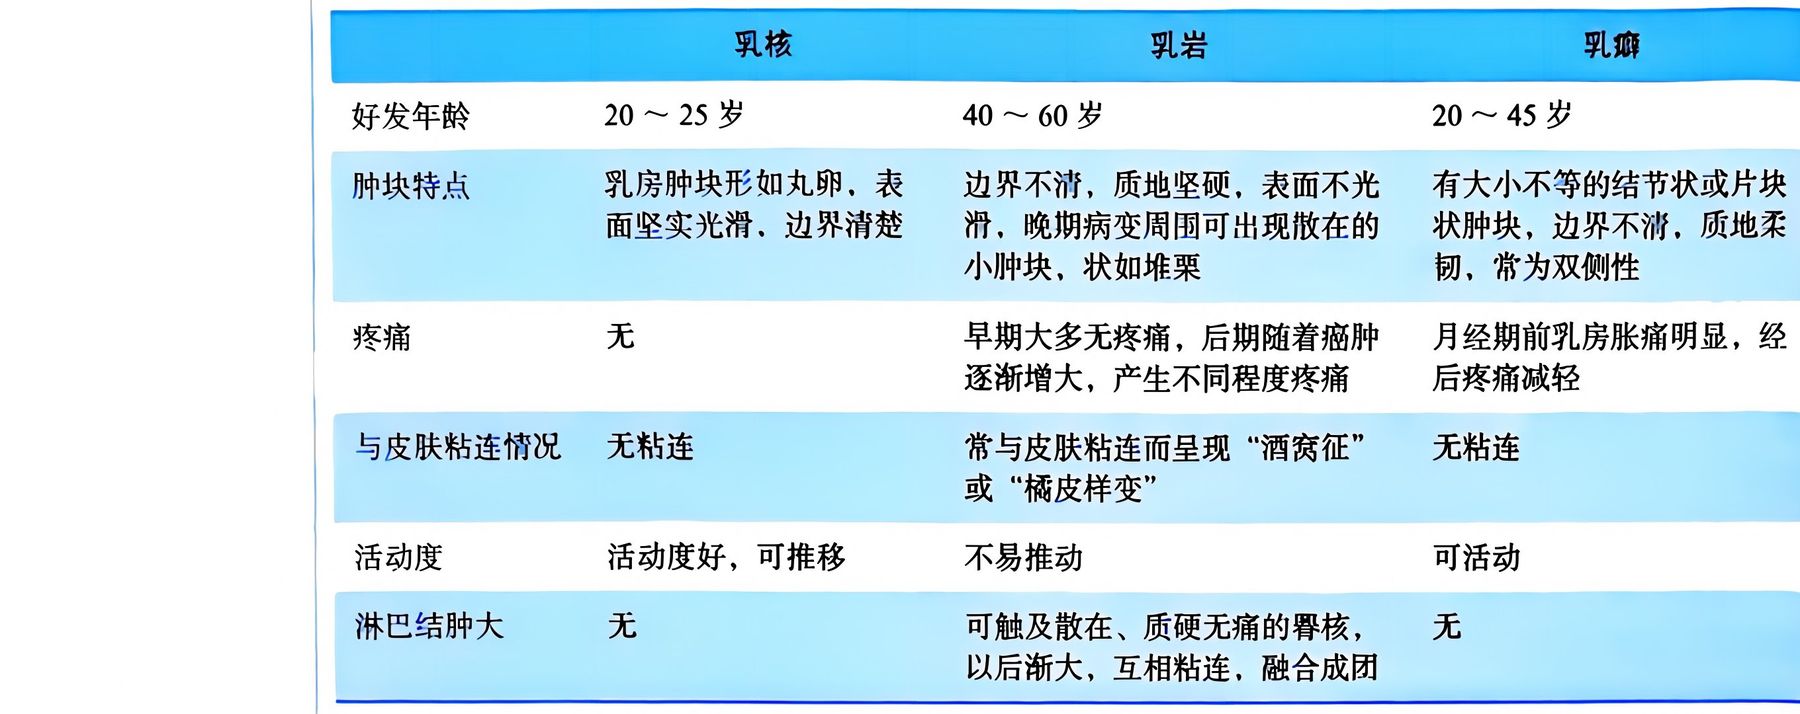 乳核 乳岩 乳癖
好发年龄 20～25岁 40～60岁 20～45岁
肿块特点 乳房肿块形如丸卵，表 边界不清，质地坚硬，表面不光 有大小不等的结节状或片块
面坚实光滑，边界清楚 滑，晚期病变周围可出现散在的 状肿块，边界不清，质地柔
小肿块，状如堆栗 韧，常为双侧性
疼痛 无 早期大多无疼痛，后期随着癌肿 月经期前乳房胀痛明显，经
逐渐增大，产生不同程度疼痛 后疼痛减轻
与皮肤粘连情况 无粘连 常与皮肤粘连而呈现“酒窝征” 无粘连
或“橘皮样变”
活动度 活动度好，可推移 不易推动 可活动
淋巴结肿大 无 可触及散在、质硬无痛的臀核， 无
以后渐大，互相粘连，融合成团